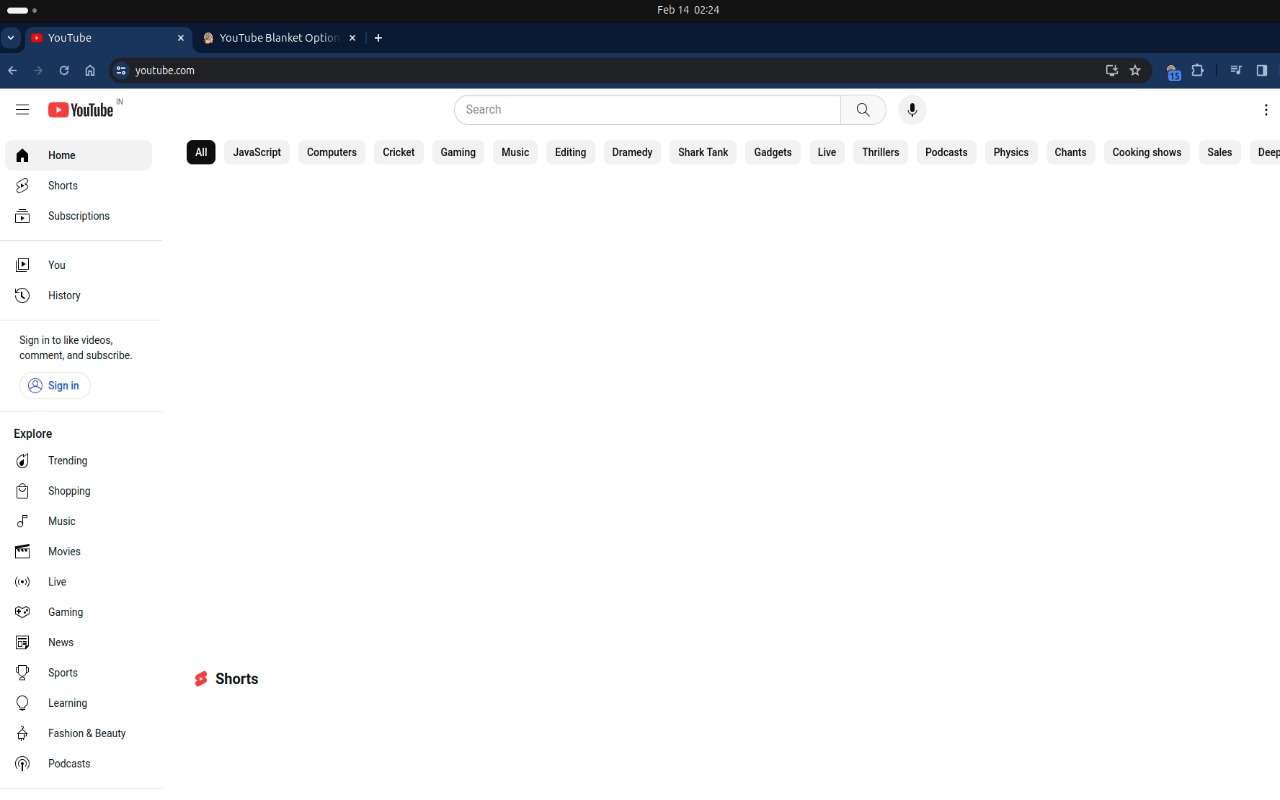 Feb 14 02:24
YouTube
YouTube Blanket Option
youtube.com
15
YouTube IN
Search
Home
Shorts
Subscriptions
You
History
Sign in to like videos,
comment, and subscribe.
Sign in
Explore
Trending
Shopping
Music
Movies
Live
Gaming
News
Sports
Learning
Fashion & Beauty
Podcasts
All JavaScript Computers Cricket Gaming Music Editing Dramedy Shark Tank Gadgets Live Thrillers Podcasts Physics Chants Cooking shows Sales Deep
Shorts